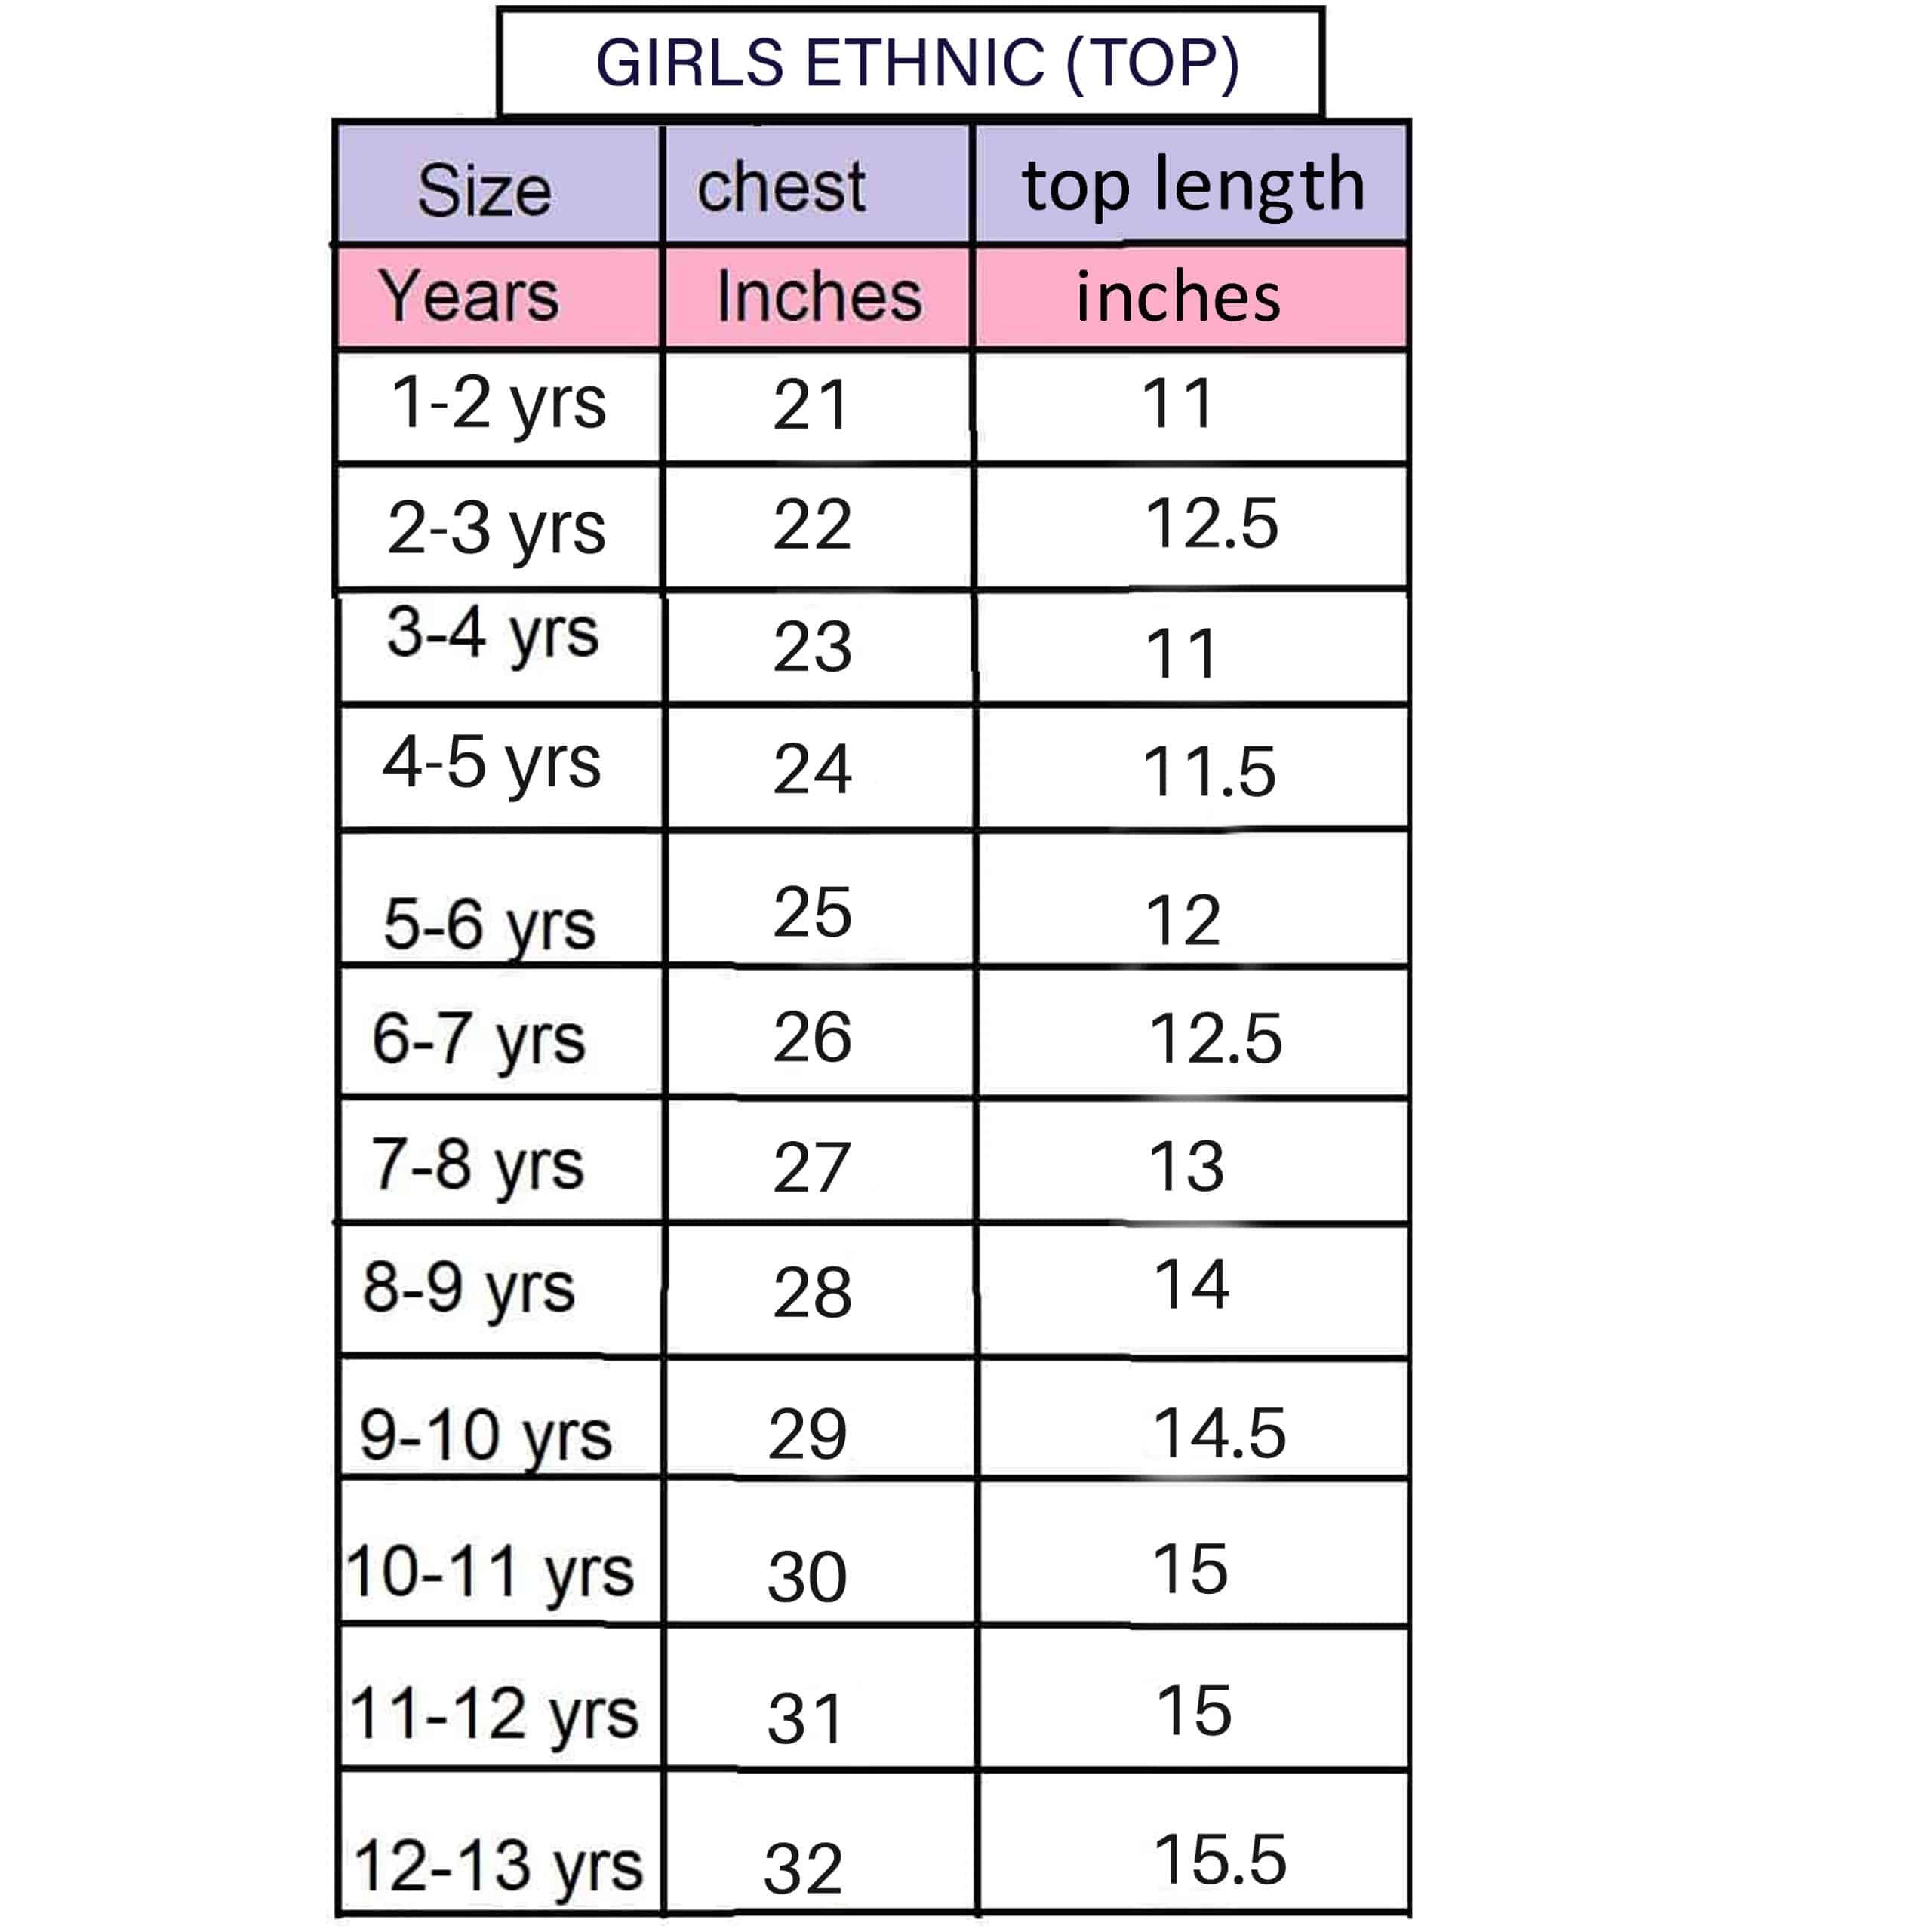 GIRLS ETHNIC (TOP)
Size chest top length
Years Inches inches
1-2 yrs 21 11
2-3 yrs 22 12.5
3-4 yrs 23 11
4-5 yrs 24 11.5
5-6 yrs 25 12
6-7 yrs 26 12.5
7-8 yrs 27 13
8-9 yrs 28 14
9-10 yrs 29 14.5
10-11 yrs 30 15
11-12 yrs 31 15
12-13 yrs 32 15.5